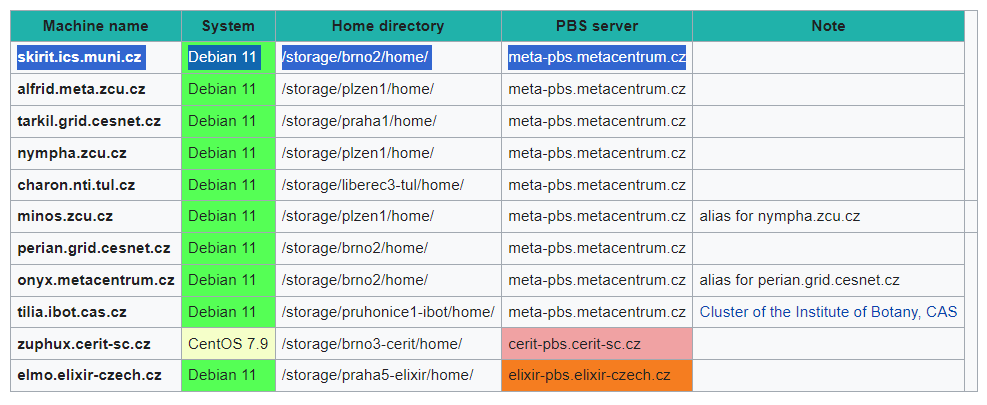 Machine name System Home directory PBS server Note
skirit.ics.muni.cz Debian 11 /storage/brno2/home/ meta-pbs.metacentrum.cz
alfrid.meta.zcu.cz Debian 11 /storage/plzen1/home/ meta-pbs.metacentrum.cz
tarkil.grid.cesnet.cz Debian 11 /storage/praha1/home/ meta-pbs.metacentrum.cz
nympha.zcu.cz Debian 11 /storage/plzen1/home/ meta-pbs.metacentrum.cz
charon.nti.tul.cz Debian 11 /storage/liberec3-tul/home/ meta-pbs.metacentrum.cz
minos.zcu.cz Debian 11 /storage/plzen1/home/ meta-pbs.metacentrum.cz alias for nympha.zcu.cz
perian.grid.cesnet.cz Debian 11 /storage/brno2/home/ meta-pbs.metacentrum.cz
onyx.metacentrum.cz Debian 11 /storage/brno2/home/ meta-pbs.metacentrum.cz alias for perian.grid.cesnet.cz
tilia.ibot.cas.cz Debian 11 /storage/pruhonice1-ibot/home/ meta-pbs.metacentrum.cz Cluster of the Institute of Botany, CAS
zuphux.cerit-sc.cz CentOS 7.9 /storage/brno3-cerit/home/ cerit-pbs.cerit-sc.cz
elmo.elixir-czech.cz Debian 11 /storage/praha5-elixir/home/ elixir-pbs.elixir-czech.cz